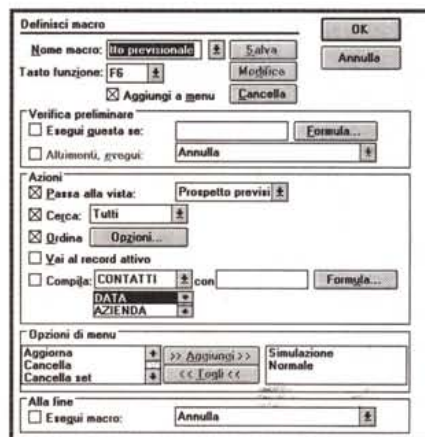 Definisci macro
OK
Nome macro: tto previsionale Salva
Annulla
Tasto funzione: F6 Modifica
Aggiungi a menu Cancella
Verifica preliminare
Esegui questa se: Formula...
Altrimenti, esegui: Annulla
Azioni
Passa alla vista: Prospetto previsi
Cerca: Tutti
Ordina Opzioni...
Vai al record attivo
Compila: CONTATTI con Formula...
DATA
AZIENDA
Opzioni di menu
Aggiorna >> Aggiungi >> Simulazione
Cancella Normale
Cancella set << Togli <<
Alla fine
Esegui macro: Annulla